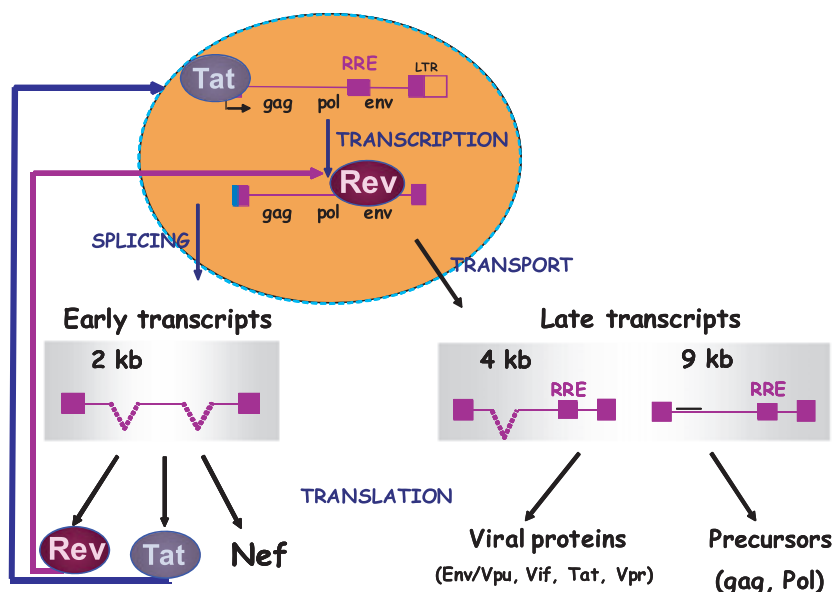 RRE
LTR
Tat
gag pol env
TRANSCRIPTION
Rev
gag pol env
SPLICING
TRANSPORT
Early transcripts
Late transcripts
2 kb
4 kb
9 kb
RRE
RRE
TRANSLATION
Rev
Tat
Nef
Viral proteins
(Env/Vpu, Vif, Tat, Vpr)
Precursors
(gag, Pol)